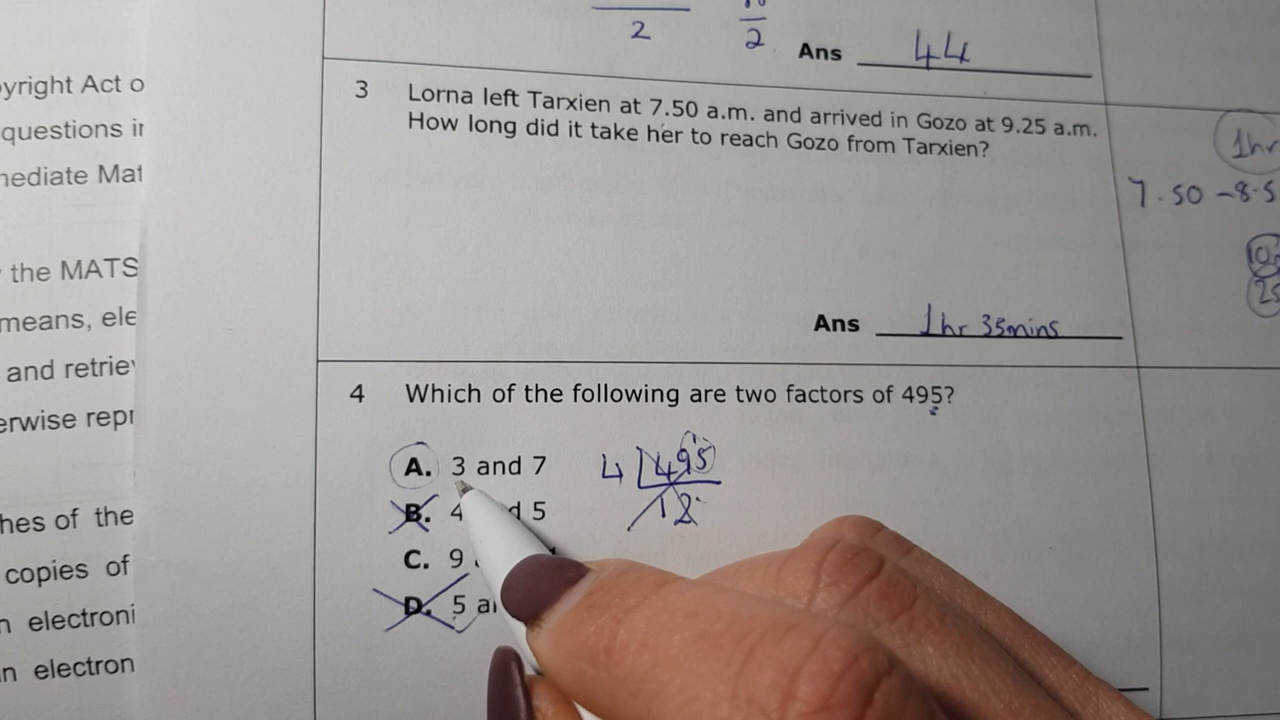 2
2
Ans 44
yright Act o
questions in
nediate Mat
the MATS
means, ele
and retriev
erwise repr
hes of the
copies of
n electroni
n electron
3 Lorna left Tarxien at 7.50 a.m. and arrived in Gozo at 9.25 a.m.
How long did it take her to reach Gozo from Tarxien?
1hr
7.50 - 8.5
Ans 1hr 35mins
4 Which of the following are two factors of 495?
A. 3 and 7
4 495
12
B. 4 d 5
C. 9
D. 5 a